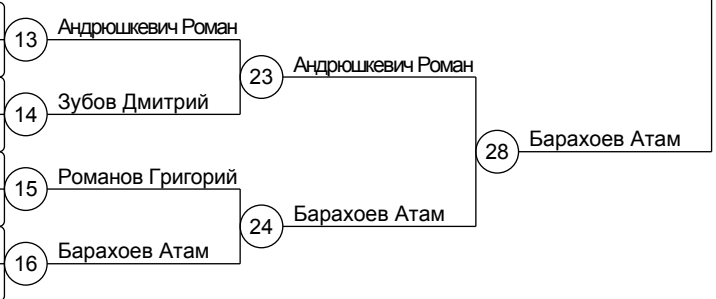 13 Андрюшкевич Роман
23 Андрюшкевич Роман
14 Зубов Дмитрий
28 Барахоев Атам
15 Романов Григорий
24 Барахоев Атам
16 Барахоев Атам